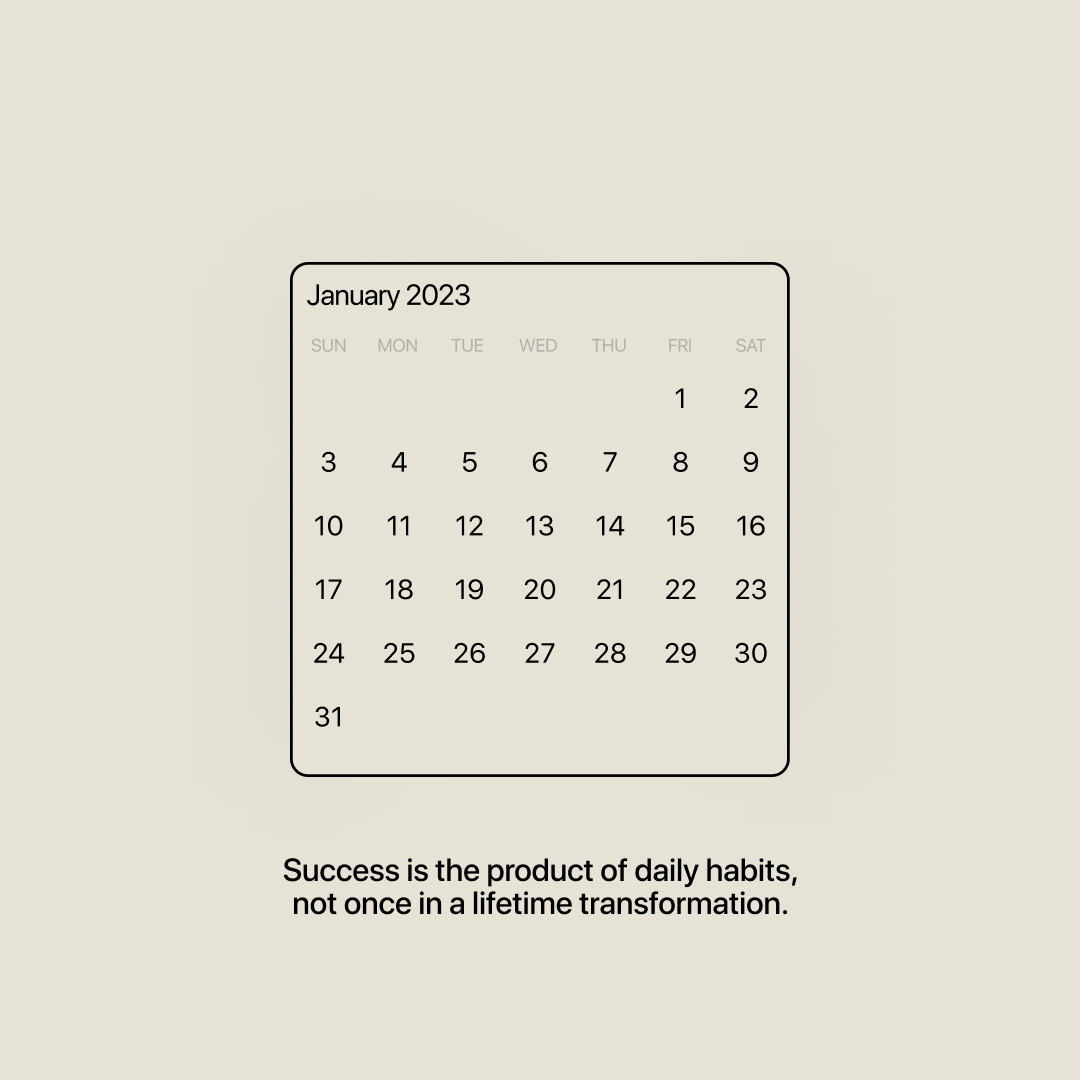 January 2023
SUN MON TUE WED THU FRI SAT
1 2
3 4 5 6 7 8 9
10 11 12 13 14 15 16
17 18 19 20 21 22 23
24 25 26 27 28 29 30
31
Success is the product of daily habits,
not once in a lifetime transformation.